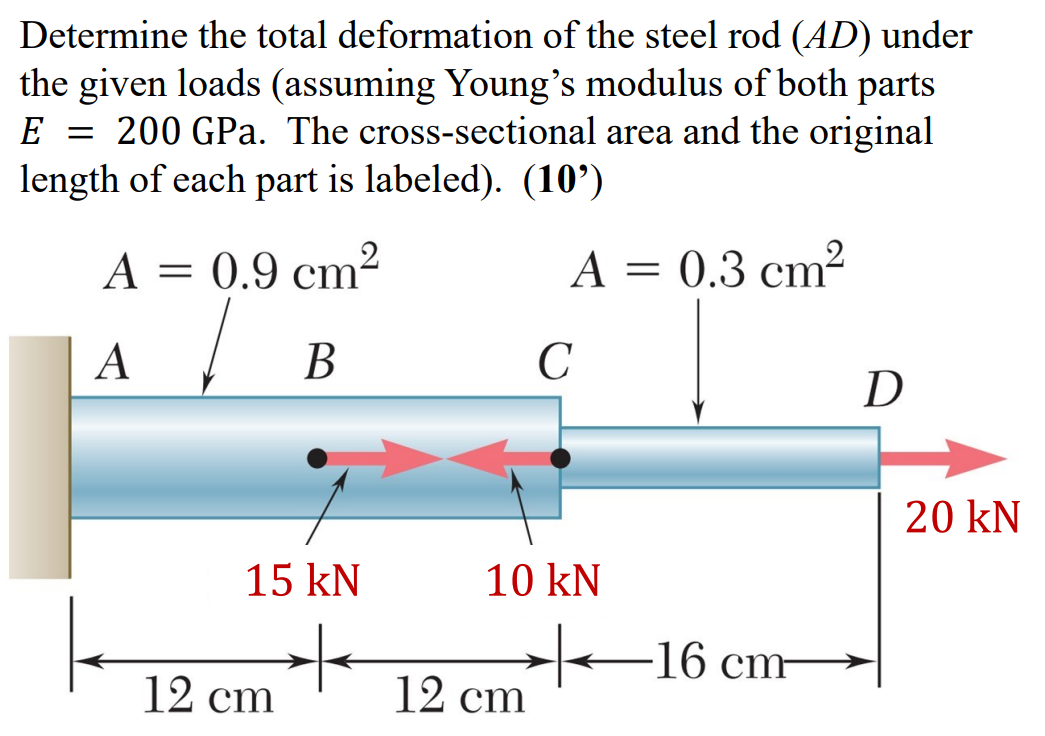 Determine the total deformation of the steel rod (AD) under
the given loads (assuming Young’s modulus of both parts
E = 200 GPa. The cross-sectional area and the original
length of each part is labeled). (10’)
A = 0.9 cm²
A = 0.3 cm²
A
B
C
D
20 kN
15 kN
10 kN
16 cm
12 cm
12 cm